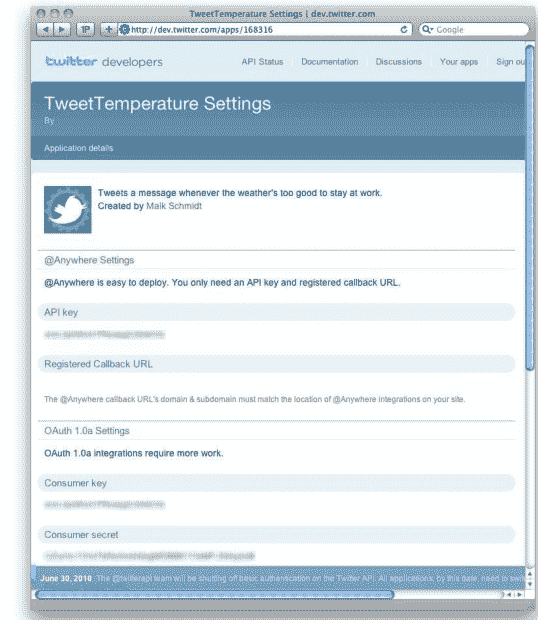 TweetTemperature Settings | dev.twitter.com
1P + http://dev.twitter.com/apps/168316 Google
twitter developers API Status Documentation Discussions Your apps Sign ou
TweetTemperature Settings
By
Application details
Tweets a message whenever the weather's too good to stay at work.
Created by Maik Schmidt
@Anywhere Settings
@Anywhere is easy to deploy. You only need an API key and registered callback URL.
API key
Registered Callback URL
The @Anywhere callback URL's domain & subdomain must match the location of @Anywhere integrations on your site.
OAuth 1.0a Settings
OAuth 1.0a integrations require more work.
Consumer key
Consumer secret
June 30, 2010 The @twitterapi team will be shutting off basic authentication on the Twitter API. All applications, by this date, need to swit